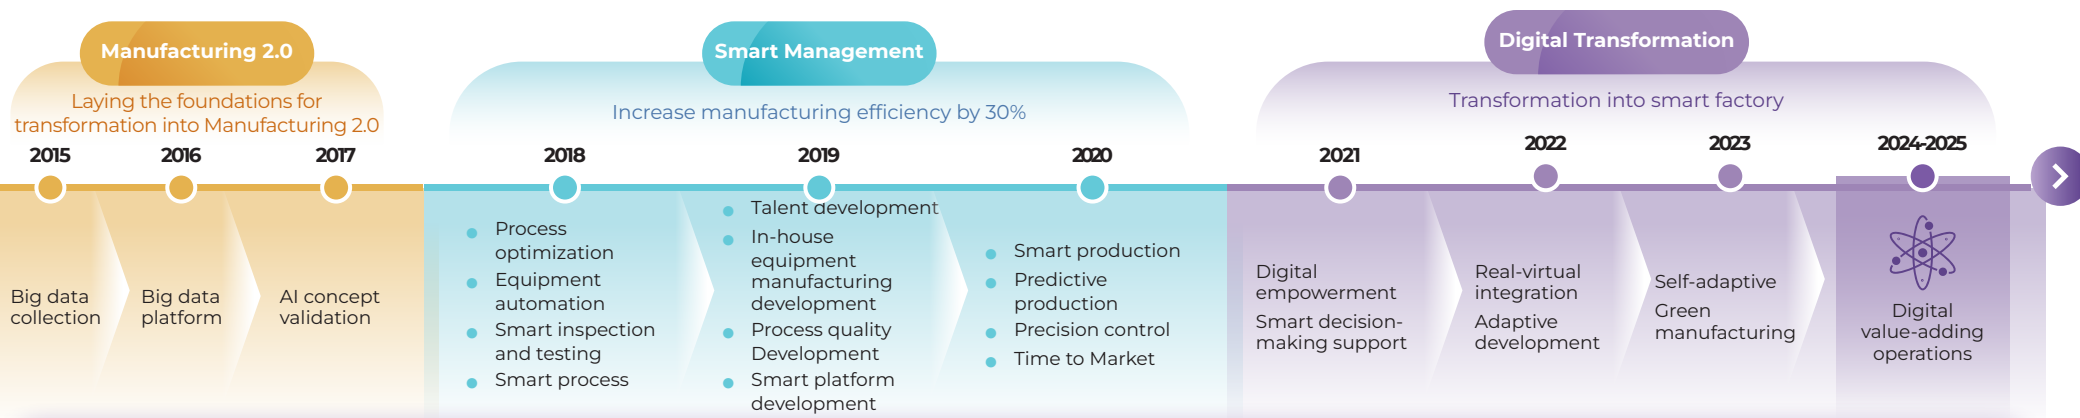 Manufacturing 2.0
Laying the foundations for
transformation into Manufacturing 2.0
2015
2016
2017
Big data
collection
Big data
platform
AI concept
validation
Smart Management
Increase manufacturing efficiency by 30%
2018
2019
2020
Process
optimization
Equipment
automation
Smart inspection
and testing
Smart process
Talent development
In-house
equipment
manufacturing
development
Process quality
Development
Smart platform
development
Smart production
Predictive
production
Precision control
Time to Market
Digital Transformation
Transformation into smart factory
2021
2022
2023
2024-2025
Digital
empowerment
Smart decision-
making support
Real-virtual
integration
Adaptive
development
Self-adaptive
Green
manufacturing
Digital
value-adding
operations